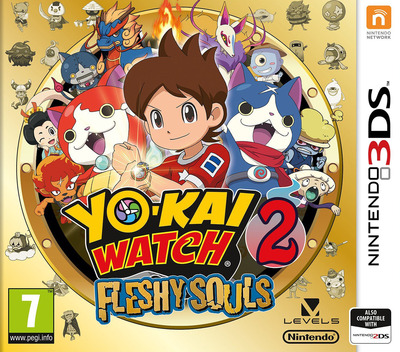 NINTENDO
NETWORK
NINTENDO 3DS
YO-KAI
WATCH 2
FLESHY SOULS
7
www.pegi.info
LEVEL5
Nintendo
ALSO
COMPATIBLE
WITH
NINTENDO 2DS